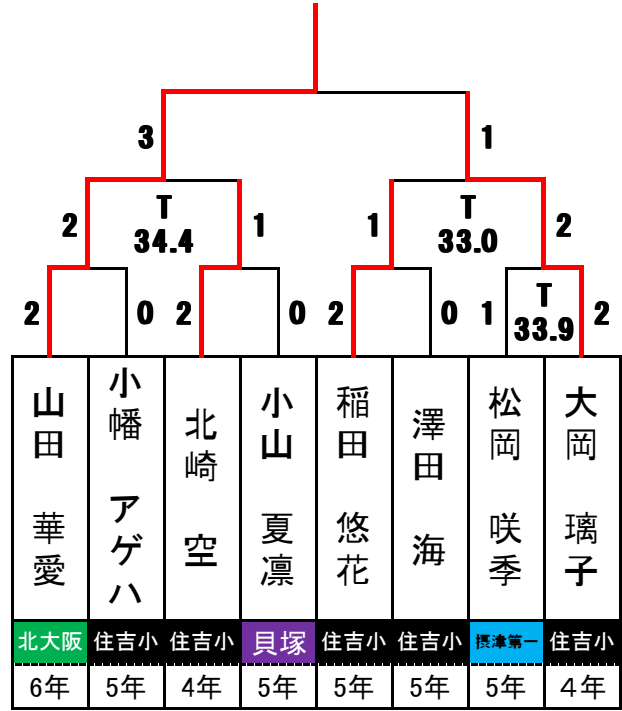 3 1
2 T 34.4 1 1 T 33.0 2
2 0 2 0 2 0 1 T 33.9 2
山田 華愛
小幡 アゲハ
北崎 空
小山 夏凛
稲田 悠花
澤田 海
松岡 咲季
大岡 璃子
北大阪 住吉小 住吉小 貝塚 住吉小 住吉小 摂津第一 住吉小
6年 5年 4年 5年 5年 5年 5年 4年